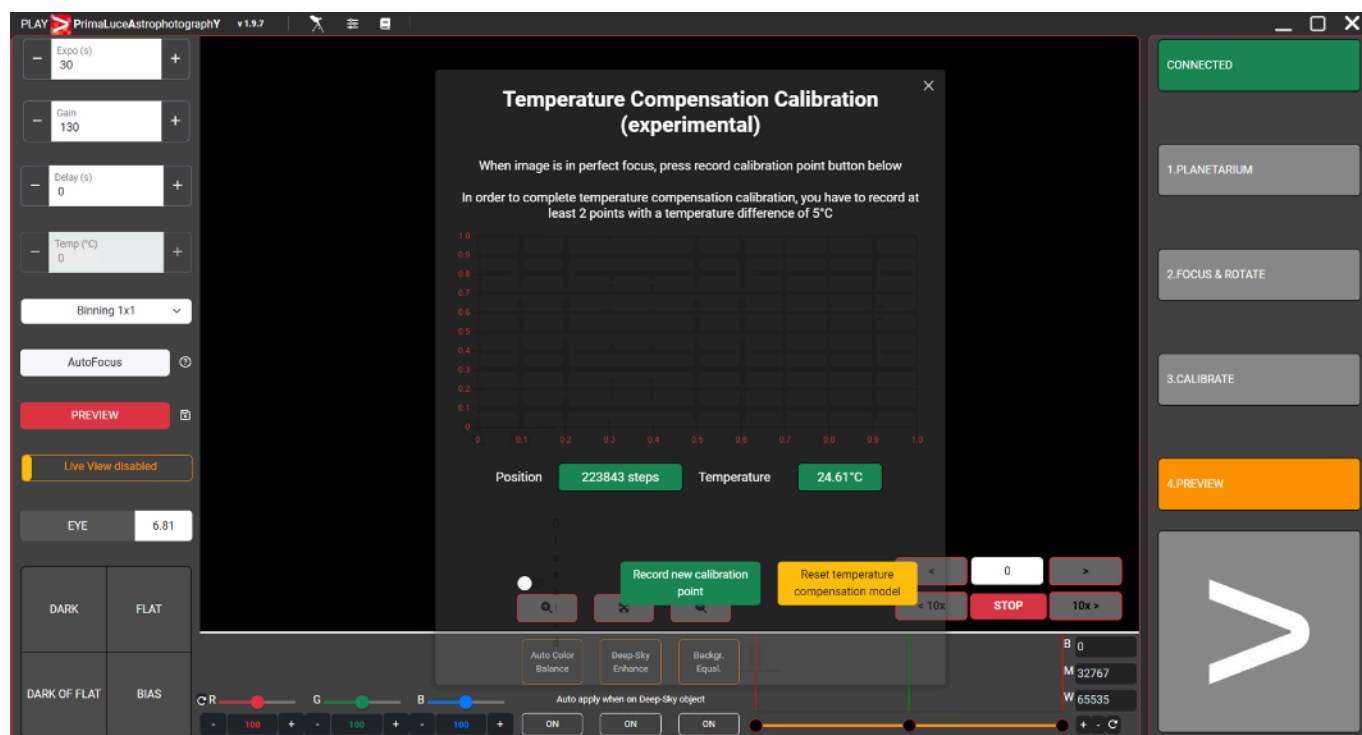 PLAY PrimaLuceAstrophotographY v1.9.7
Expo (s)
30
Gain
130
Delay (s)
0
Temp (°C)
0
Binning 1x1
AutoFocus
PREVIEW
Live View disabled
EYE 6.81
DARK FLAT
DARK OF FLAT BIAS
Temperature Compensation Calibration
(experimental)
When image is in perfect focus, press record calibration point button below
In order to complete temperature compensation calibration, you have to record at
least 2 points with a temperature difference of 5°C
1.0
0.9
0.8
0.7
0.6
0.5
0.4
0.3
0.2
0.1
0
0 0.1 0.2 0.3 0.4 0.5 0.6 0.7 0.8 0.9 1.0
Position 223843 steps Temperature 24.61°C
Record new calibration
point
Reset temperature
compensation model
< 0 >
< 10x STOP 10x >
Auto Color
Balance
Deep-Sky
Enhance
Backgr.
Equal.
Auto apply when on Deep-Sky object
ON ON ON
R G B
- 100 + - 100 + - 100 +
B 0
M 32767
W 65535
+ -
CONNECTED
1.PLANETARIUM
2.FOCUS & ROTATE
3.CALIBRATE
4.PREVIEW